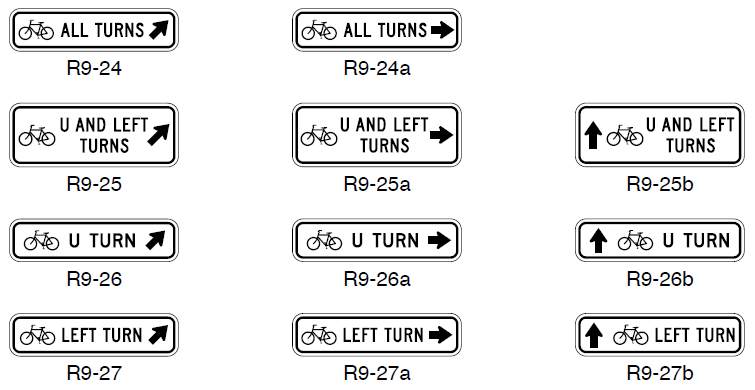 ALL TURNS
ALL TURNS
R9-24
R9-24a
U AND LEFT
TURNS
U AND LEFT
TURNS
U AND LEFT
TURNS
R9-25
R9-25a
R9-25b
U TURN
U TURN
U TURN
R9-26
R9-26a
R9-26b
LEFT TURN
LEFT TURN
LEFT TURN
R9-27
R9-27a
R9-27b